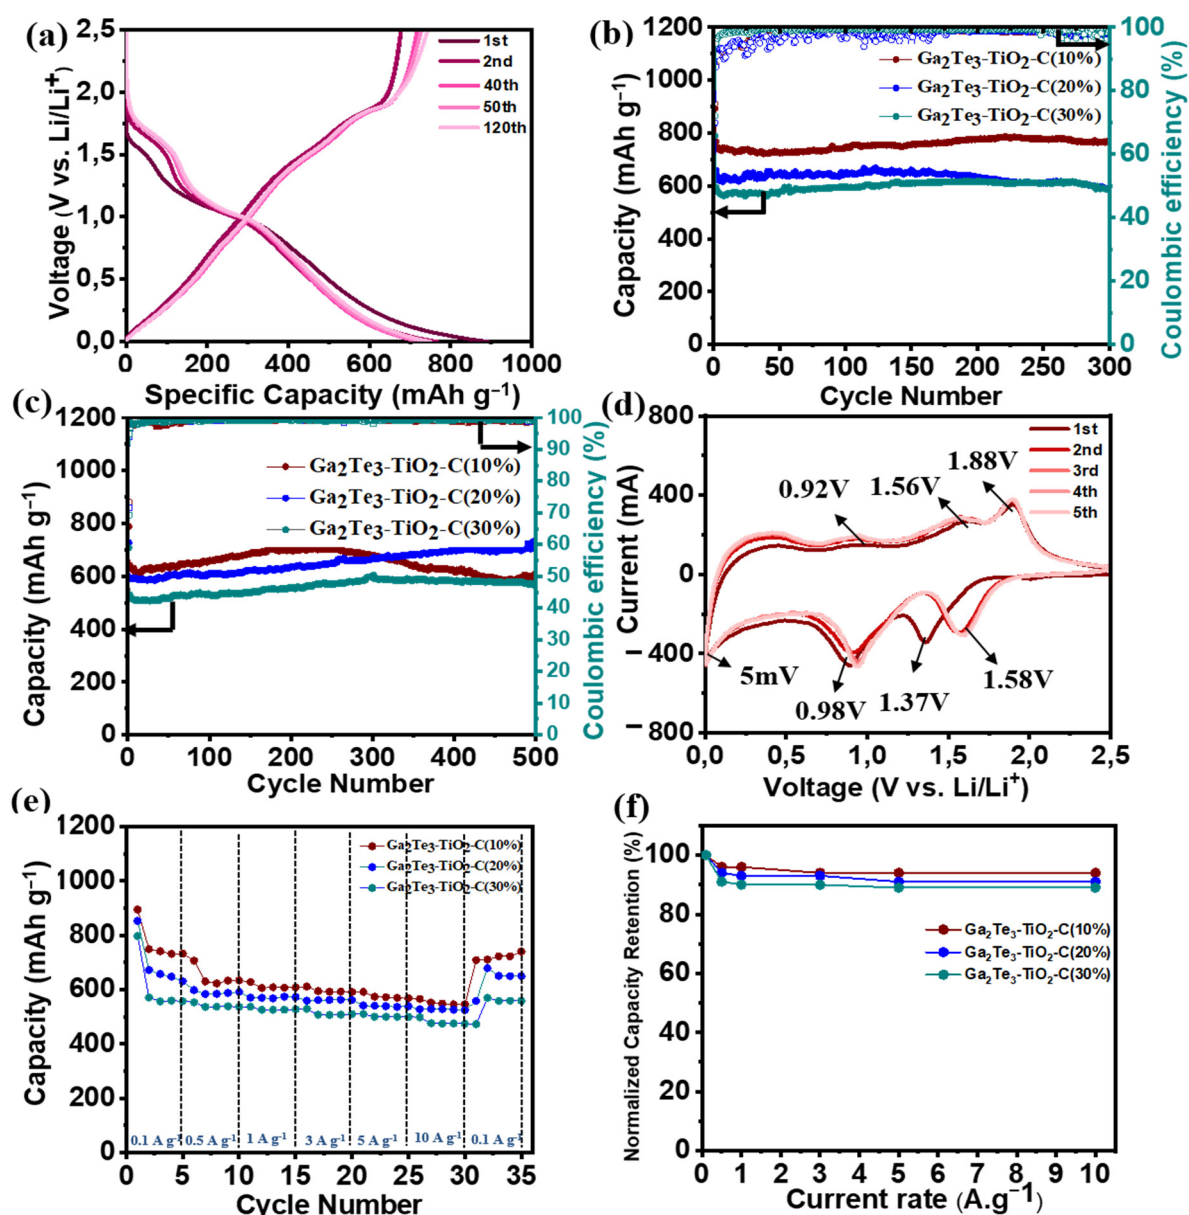 (a)
2,5
2,0
1,5
1,0
0,5
0,0
Voltage (V vs. Li/Li⁺)
1st
2nd
40th
50th
120th
0 200 400 600 800 1000
Specific Capacity (mAh g⁻¹)
(b)
1200
1000
800
600
400
200
0
Capacity (mAh g⁻¹)
Ga₂Te₃-TiO₂-C(10%)
Ga₂Te₃-TiO₂-C(20%)
Ga₂Te₃-TiO₂-C(30%)
100
80
60
40
20
0
Coulombic efficiency (%)
0 50 100 150 200 250 300
Cycle Number
(c)
1200
1000
800
600
400
200
0
Capacity (mAh g⁻¹)
Ga₂Te₃-TiO₂-C(10%)
Ga₂Te₃-TiO₂-C(20%)
Ga₂Te₃-TiO₂-C(30%)
100
90
80
70
60
50
40
30
20
10
0
Coulombic efficiency (%)
0 100 200 300 400 500
Cycle Number
(d)
800
400
0
−400
−800
Current (mA)
1st
2nd
3rd
4th
5th
0.92V
1.56V
1.88V
5mV
0.98V
1.37V
1.58V
0,0 0,5 1,0 1,5 2,0 2,5
Voltage (V vs. Li/Li⁺)
(e)
1200
1000
800
600
400
200
0
Capacity (mAh g⁻¹)
Ga₂Te₃-TiO₂-C(10%)
Ga₂Te₃-TiO₂-C(20%)
Ga₂Te₃-TiO₂-C(30%)
0.1 A g⁻¹ 0.5 A g⁻¹ 1 A g⁻¹ 3 A g⁻¹ 5 A g⁻¹ 10 A g⁻¹ 0.1 A g⁻¹
0 5 10 15 20 25 30 35
Cycle Number
(f)
100
80
60
40
20
0
Normalized Capacity Retention (%)
Ga₂Te₃-TiO₂-C(10%)
Ga₂Te₃-TiO₂-C(20%)
Ga₂Te₃-TiO₂-C(30%)
0 1 2 3 4 5 6 7 8 9 10
Current rate (A.g⁻¹)